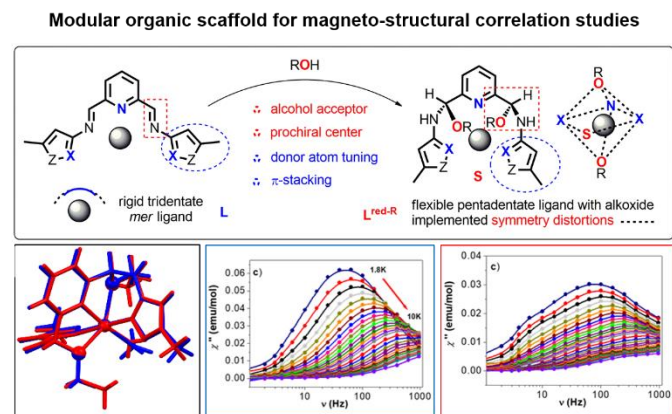 Modular organic scaffold for magneto-structural correlation studies
ROH
alcohol acceptor
prochiral center
donor atom tuning
π-stacking
N
N
N
X
Z
X
Z
rigid tridentate
mer ligand
L
H
N
H
HN
OR
RO
NH
X
Z
X
Z
S
L^red-R
R
O
N
X
X
S
O
R
flexible pentadentate ligand with alkoxide
implemented symmetry distortions
c)
1.8K
10K
χ'' (emu/mol)
0.06
0.05
0.04
0.03
0.02
0.01
0.00
10
100
1000
ν (Hz)
c)
χ'' (emu/mol)
0.04
0.03
0.02
0.01
0.00
10
100
1000
ν (Hz)